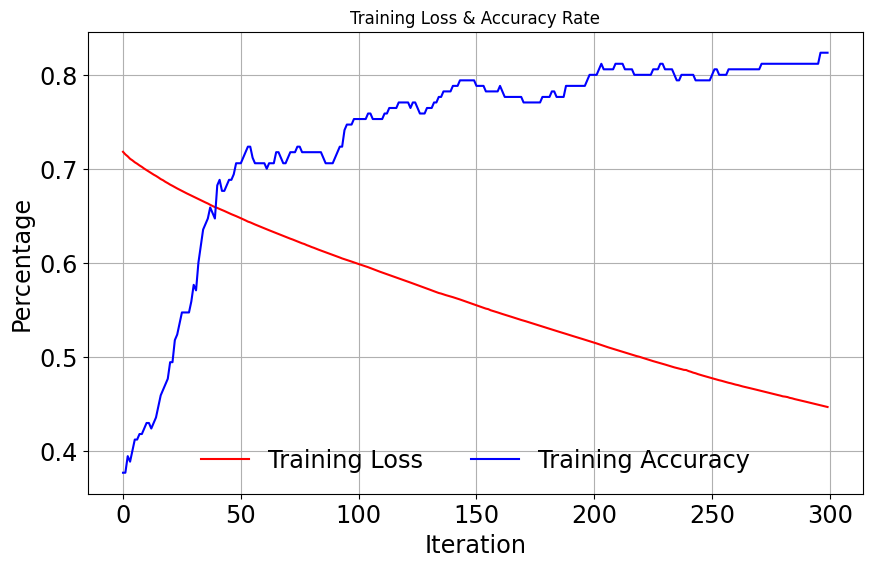 Training Loss & Accuracy Rate
Percentage
0.8
0.7
0.6
0.5
0.4
Training Loss Training Accuracy
0 50 100 150 200 250 300
Iteration